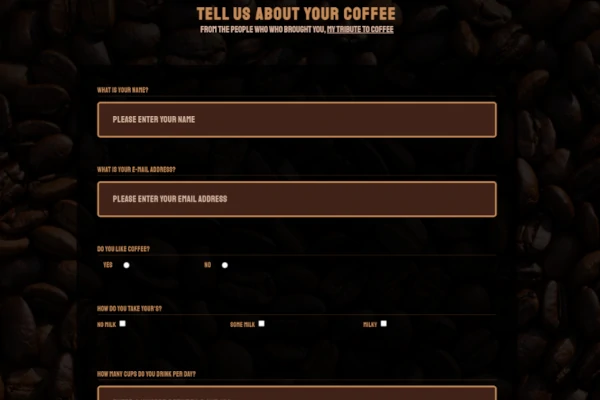 TELL US ABOUT YOUR COFFEE
FROM THE PEOPLE WHO WHO BROUGHT YOU, MY TRIBUTE TO COFFEE
WHAT IS YOUR NAME?
PLEASE ENTER YOUR NAME
WHAT IS YOUR E-MAIL ADDRESS?
PLEASE ENTER YOUR EMAIL ADDRESS
DO YOU LIKE COFFEE?
YES NO
HOW DO YOU TAKE YOUR'S?
NO MILK SOME MILK MILKY
HOW MANY CUPS DO YOU DRINK PER DAY?